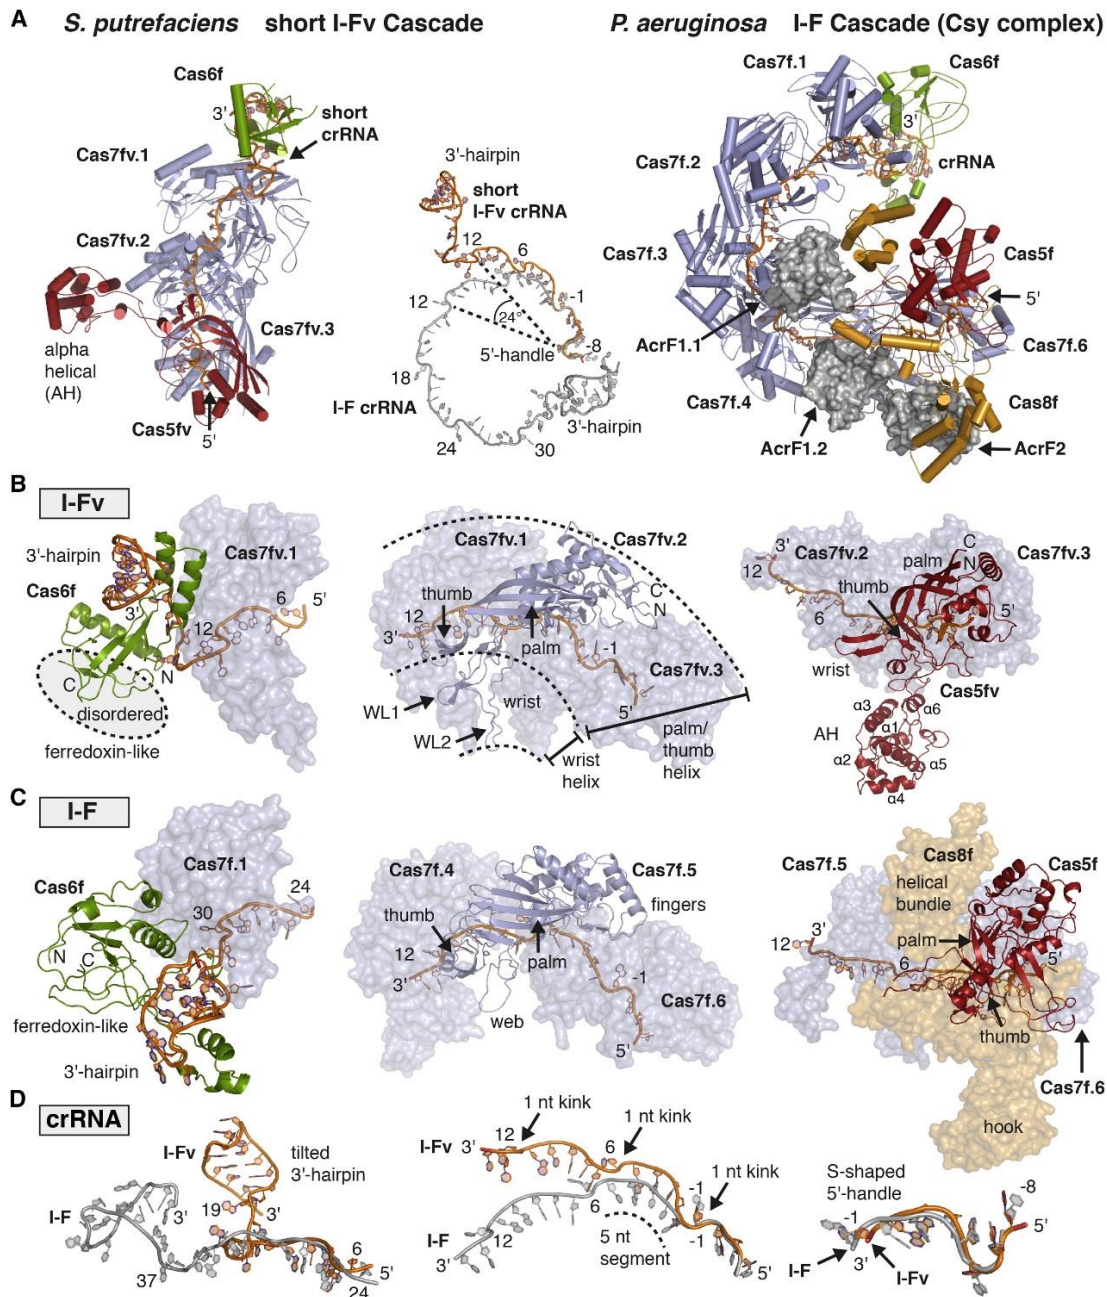 A S. putrefaciens short I-Fv Cascade
P. aeruginosa I-F Cascade (Csy complex)
Cas6f
3'
short
crRNA
Cas7fv.1
Cas7fv.2
Cas7fv.3
alpha
helical
(AH)
Cas5fv
5'
3'-hairpin
short
I-Fv crRNA
12
6
-1
12
24°
-8
5'-handle
18
I-F crRNA
3'-hairpin
24
30
Cas7f.1
Cas6f
3'
crRNA
Cas7f.2
Cas7f.3
Cas5f
5'
AcrF1.1
Cas7f.6
Cas7f.4
Cas8f
AcrF1.2
AcrF2
B
I-Fv
3'-hairpin
Cas7fv.1
Cas6f
6
5'
3'
12
N
C
disordered
ferredoxin-like
Cas7fv.1
Cas7fv.2
thumb
C
N
12
3'
palm
-1
Cas7fv.3
WL1
wrist
5'
WL2
palm/
thumb
helix
wrist
helix
3'
Cas7fv.2
palm
C
N
Cas7fv.3
12
thumb
6
5'
wrist
Cas5fv
α3
α6
AH
α1
α2
α5
α4
C
I-F
Cas7f.1
Cas6f
24
30
N
C
ferredoxin-like
3'-hairpin
Cas7f.4
Cas7f.5
thumb
fingers
12
palm
3'
-1
Cas7f.6
web
5'
Cas7f.5
Cas8f
Cas5f
helical
bundle
3'
12
palm
6
5'
thumb
Cas7f.6
hook
D
crRNA
I-Fv
tilted
3'-hairpin
I-F
3'
19
3'
6
5'
37
24
1 nt kink
I-Fv
12
3'
1 nt kink
6
1 nt kink
-1
6
-1
I-F
12
5 nt
segment
3'
5'
S-shaped
5'-handle
-8
-1
5'
3'
I-F
I-Fv